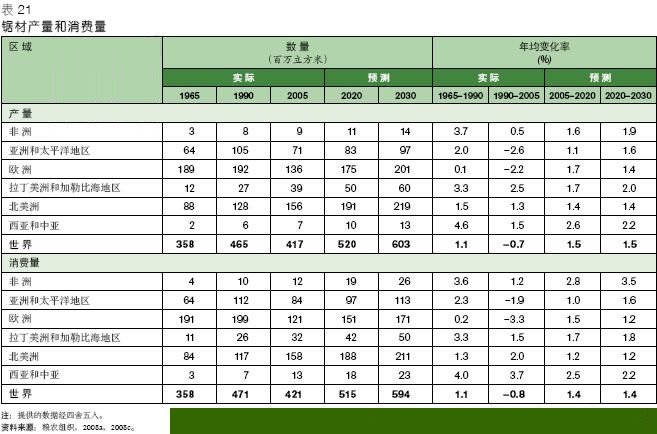 表 21
锯材产量和消费量
区 域 数 量 年均变化率
(百万立方米) (%)
实 际 预 测 实 际 预 测
1965 1990 2005 2020 2030 1965–1990 1990–2005 2005–2020 2020–2030
产 量
非 洲 3 8 9 11 14 3.7 0.5 1.6 1.9
亚洲和太平洋地区 64 105 71 83 97 2.0 –2.6 1.1 1.6
欧 洲 189 192 136 175 201 0.1 –2.2 1.7 1.4
拉丁美洲和加勒比海地区 12 27 39 50 60 3.3 2.5 1.7 2.0
北美洲 88 128 156 191 219 1.5 1.3 1.4 1.4
西亚和中亚 2 6 7 10 13 4.6 1.5 2.6 2.2
世 界 358 465 417 520 603 1.1 –0.7 1.5 1.5
消费量
非 洲 4 10 12 19 26 3.6 1.2 2.8 3.5
亚洲和太平洋地区 64 112 84 97 113 2.3 –1.9 1.0 1.6
欧 洲 191 199 121 151 171 0.2 –3.3 1.5 1.2
拉丁美洲和加勒比海地区 11 26 32 42 50 3.3 1.5 1.7 1.8
北美洲 84 117 158 188 211 1.3 2.0 1.2 1.2
西亚和中亚 3 7 13 18 23 4.0 3.7 2.5 2.2
世 界 358 471 421 515 594 1.1 –0.8 1.4 1.4
注：提供的数据经四舍五入。
资料来源：粮农组织，2008a，2008c。